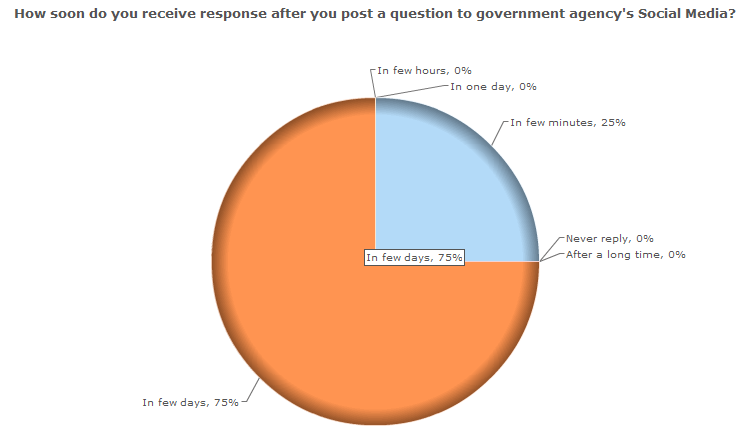 How soon do you receive response after you post a question to government agency's Social Media?
In few hours, 0%
In one day, 0%
In few minutes, 25%
Never reply, 0%
After a long time, 0%
In few days, 75%
In few days, 75%